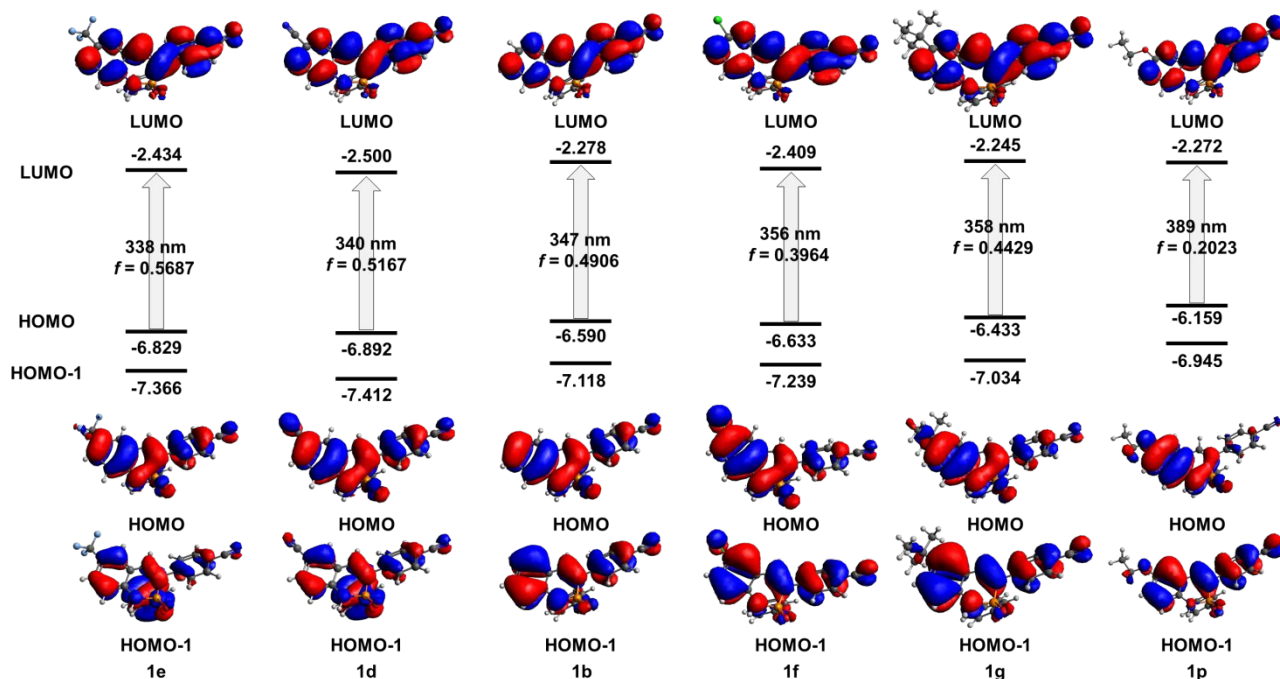 LUMO LUMO LUMO LUMO LUMO LUMO
-2.434 -2.500 -2.278 -2.409 -2.245 -2.272
LUMO
338 nm 340 nm 347 nm 356 nm 358 nm 389 nm
f = 0.5687 f = 0.5167 f = 0.4906 f = 0.3964 f = 0.4429 f = 0.2023
HOMO
-6.829 -6.892 -6.590 -6.633 -6.433 -6.159
HOMO-1
-7.366 -7.412 -7.118 -7.239 -7.034 -6.945
HOMO HOMO HOMO HOMO HOMO HOMO
HOMO-1 HOMO-1 HOMO-1 HOMO-1 HOMO-1 HOMO-1
1e 1d 1b 1f 1g 1p